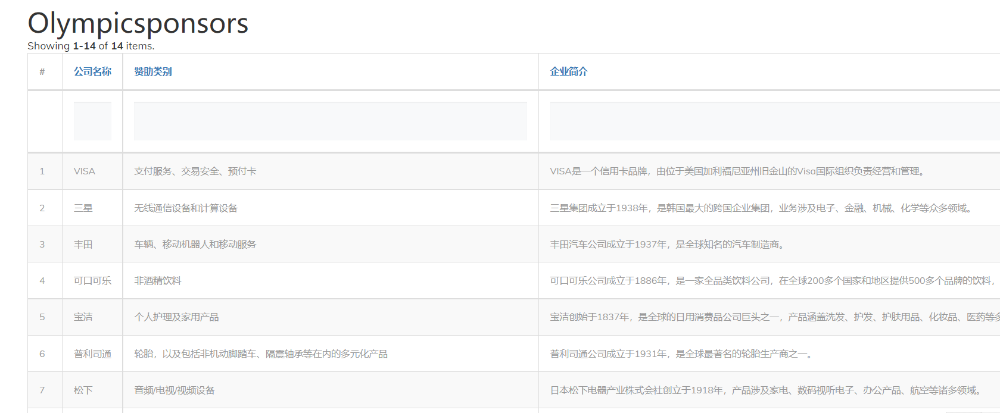 Olympicsponsors
Showing 1-14 of 14 items.
# 公司名称 赞助类别 企业简介
1 VISA 支付服务、交易安全、预付卡 VISA是一个信用卡品牌，由位于美国加利福尼亚州旧金山的Visa国际组织负责经营和管理。
2 三星 无线通信设备和计算设备 三星集团成立于1938年，是韩国最大的跨国企业集团，业务涉及电子、金融、机械、化学等众多领域。
3 丰田 车辆、移动机器人和移动服务 丰田汽车公司成立于1937年，是全球知名的汽车制造商。
4 可口可乐 非酒精饮料 可口可乐公司成立于1886年，是一家全品类饮料公司，在全球200多个国家和地区提供500多个品牌的饮料，
5 宝洁 个人护理及家用产品 宝洁创始于1837年，是全球的日用消费品公司巨头之一，产品涵盖洗发、护发、护肤用品、化妆品、医药等多
6 普利司通 轮胎，以及包括非机动脚踏车、隔震轴承等在内的多元化产品 普利司通公司成立于1931年，是全球最著名的轮胎生产商之一。
7 松下 音频/电视/视频设备 日本松下电器产业株式会社创立于1918年，产品涉及家电、数码视听电子、办公产品、航空等诸多领域。